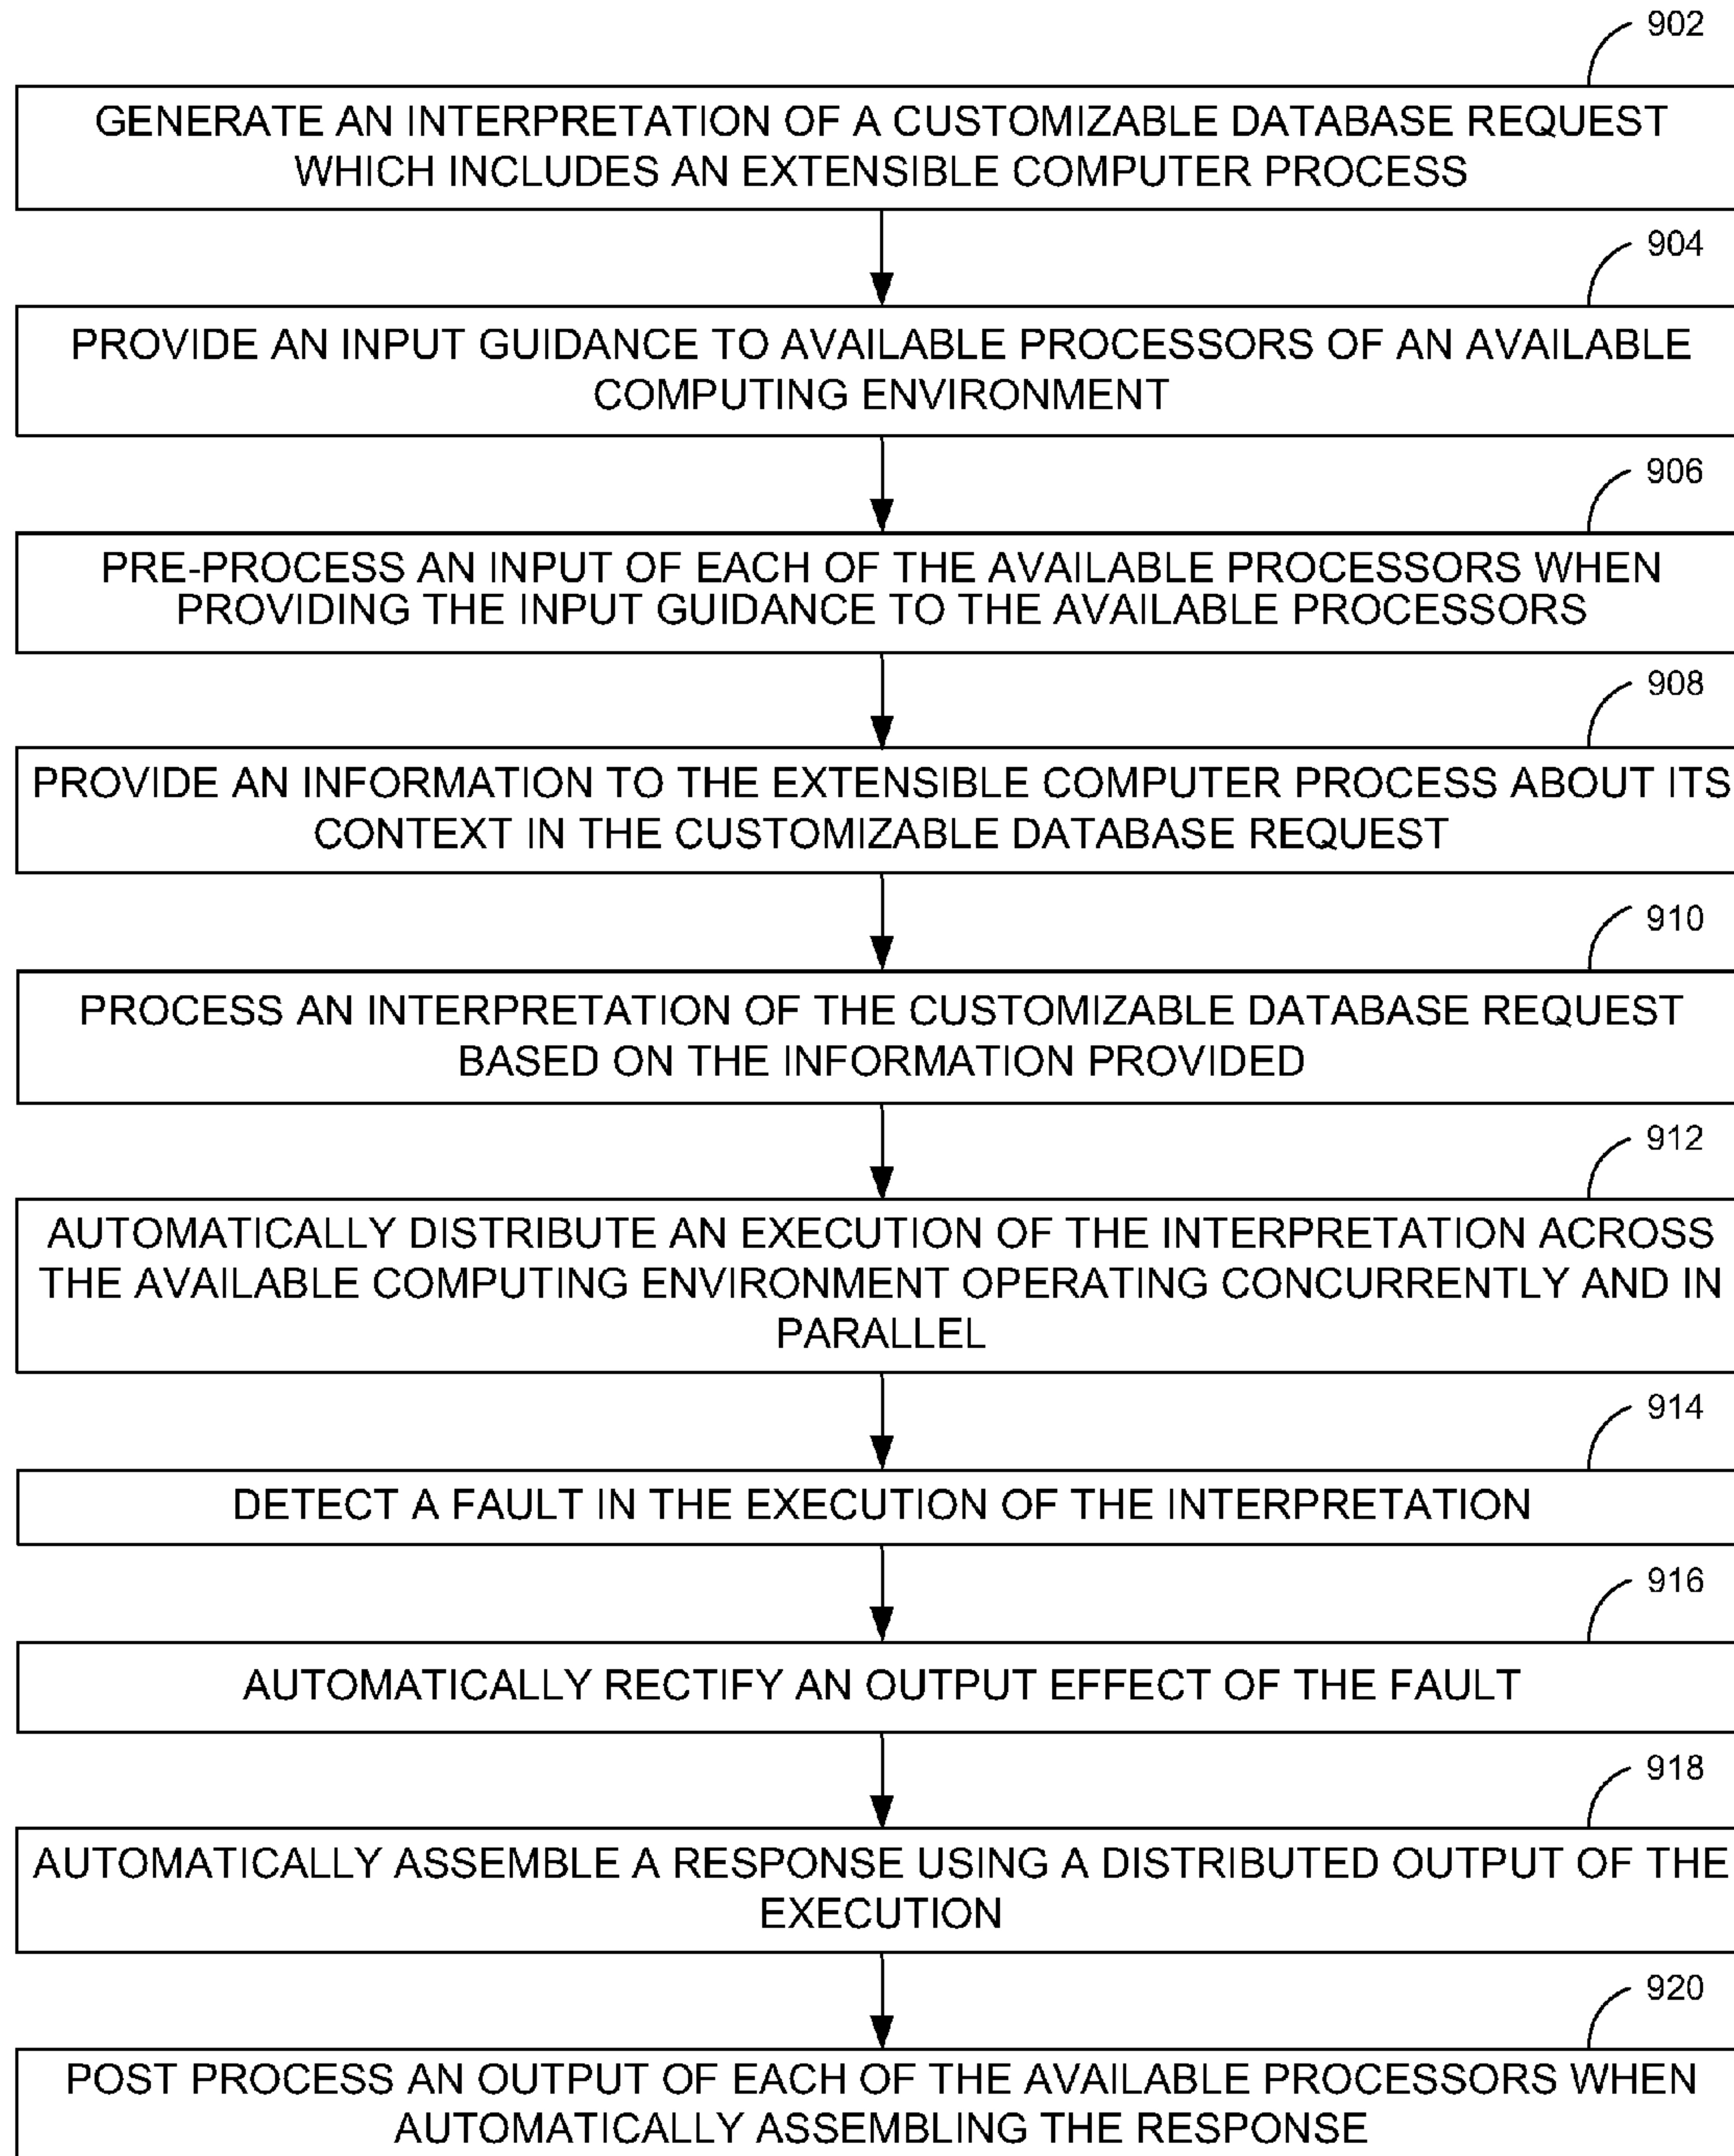 902
GENERATE AN INTERPRETATION OF A CUSTOMIZABLE DATABASE REQUEST
WHICH INCLUDES AN EXTENSIBLE COMPUTER PROCESS
904
PROVIDE AN INPUT GUIDANCE TO AVAILABLE PROCESSORS OF AN AVAILABLE
COMPUTING ENVIRONMENT
906
PRE-PROCESS AN INPUT OF EACH OF THE AVAILABLE PROCESSORS WHEN
PROVIDING THE INPUT GUIDANCE TO THE AVAILABLE PROCESSORS
908
PROVIDE AN INFORMATION TO THE EXTENSIBLE COMPUTER PROCESS ABOUT ITS
CONTEXT IN THE CUSTOMIZABLE DATABASE REQUEST
910
PROCESS AN INTERPRETATION OF THE CUSTOMIZABLE DATABASE REQUEST
BASED ON THE INFORMATION PROVIDED
912
AUTOMATICALLY DISTRIBUTE AN EXECUTION OF THE INTERPRETATION ACROSS
THE AVAILABLE COMPUTING ENVIRONMENT OPERATING CONCURRENTLY AND IN
PARALLEL
914
DETECT A FAULT IN THE EXECUTION OF THE INTERPRETATION
916
AUTOMATICALLY RECTIFY AN OUTPUT EFFECT OF THE FAULT
918
AUTOMATICALLY ASSEMBLE A RESPONSE USING A DISTRIBUTED OUTPUT OF THE
EXECUTION
920
POST PROCESS AN OUTPUT OF EACH OF THE AVAILABLE PROCESSORS WHEN
AUTOMATICALLY ASSEMBLING THE RESPONSE